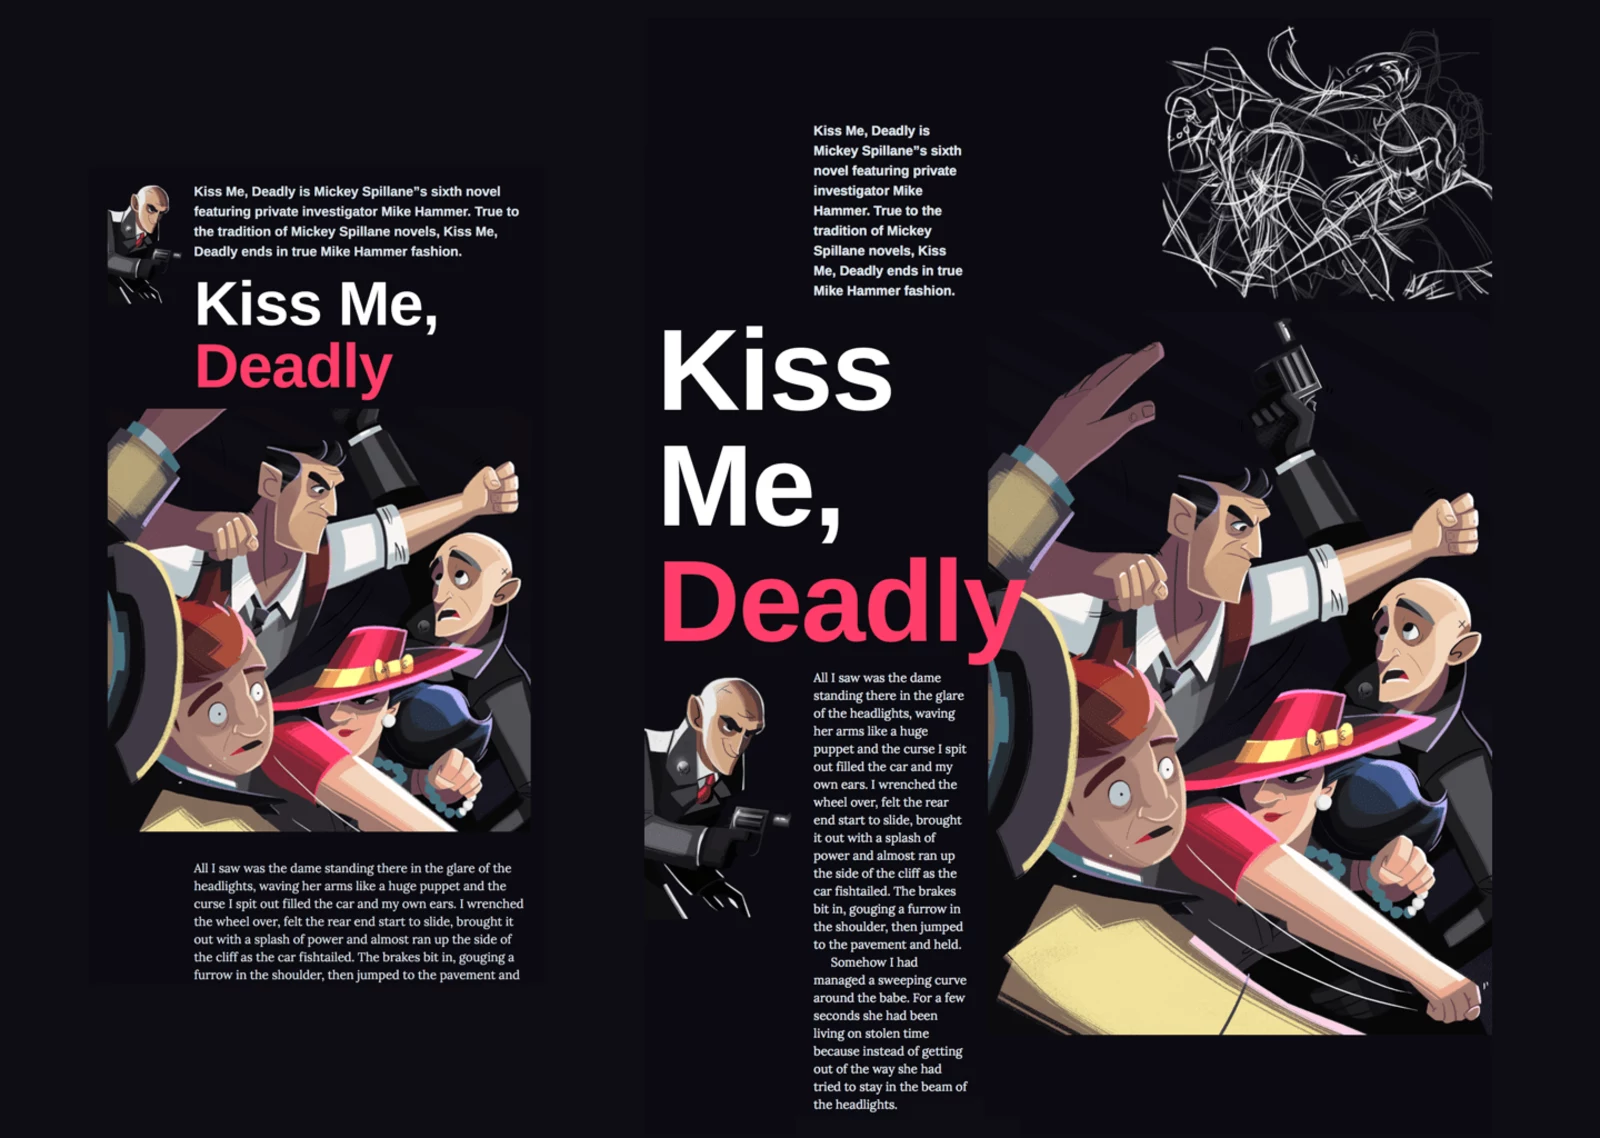 Kiss Me, Deadly is Mickey Spillane”s sixth novel
featuring private investigator Mike Hammer. True to
the tradition of Mickey Spillane novels, Kiss Me,
Deadly ends in true Mike Hammer fashion.
Kiss Me,
Deadly
All I saw was the dame standing there in the glare of the
headlights, waving her arms like a huge puppet and the
curse I spit out filled the car and my own ears. I wrenched
the wheel over, felt the rear end start to slide, brought it
out with a splash of power and almost ran up the side of
the cliff as the car fishtailed. The brakes bit in, gouging a
furrow in the shoulder, then jumped to the pavement and
Kiss Me, Deadly is
Mickey Spillane”s sixth
novel featuring private
investigator Mike
Hammer. True to the
tradition of Mickey
Spillane novels, Kiss
Me, Deadly ends in true
Mike Hammer fashion.
Kiss
Me,
Deadly
All I saw was the dame
standing there in the glare
of the headlights, waving
her arms like a huge
puppet and the curse I spit
out filled the car and my
own ears. I wrenched the
wheel over, felt the rear
end start to slide, brought
it out with a splash of
power and almost ran up
the side of the cliff as the
car fishtailed. The brakes
bit in, gouging a furrow in
the shoulder, then jumped
to the pavement and held.
Somehow I had
managed a sweeping curve
around the babe. For a few
seconds she had been
living on stolen time
because instead of getting
out of the way she had
tried to stay in the beam of
the headlights.